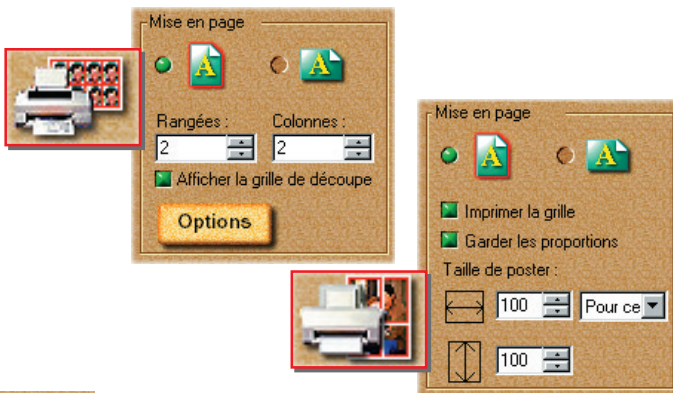 Mise en page
A
A
Rangées :
Colonnes :
2
2
Afficher la grille de découpe
Options
Mise en page
A
A
Imprimer la grille
Garder les proportions
Taille de poster :
100
Pour ce
100